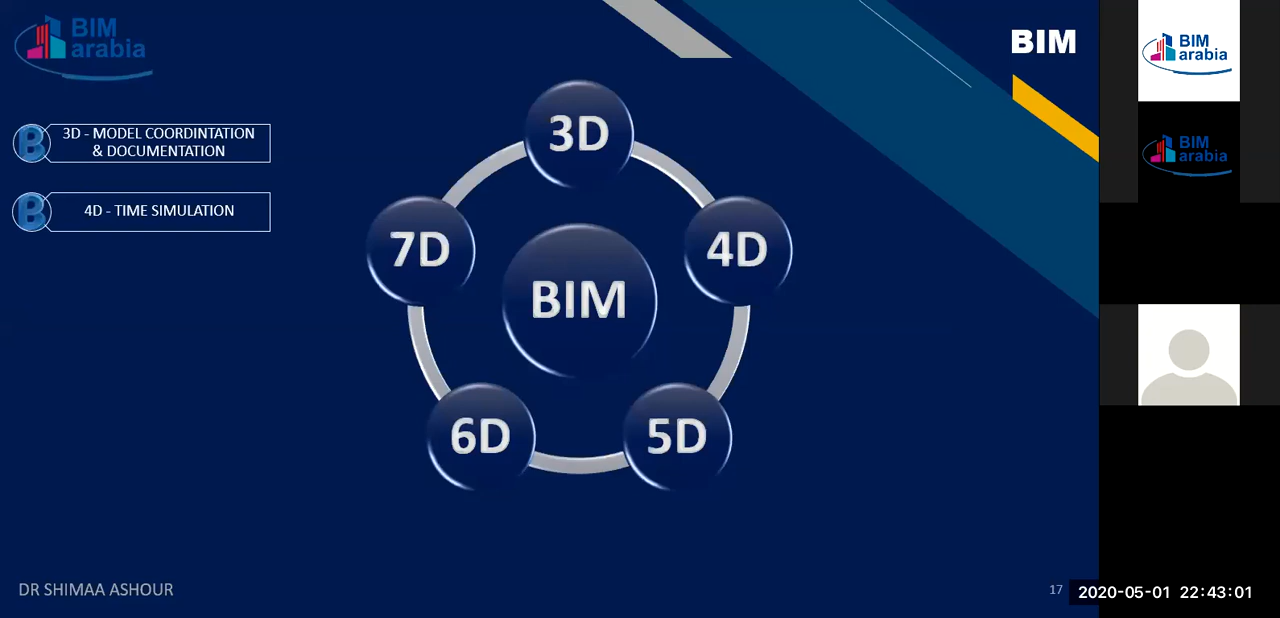 BIM
arabia
BIM
3D - MODEL COORDINTATION
& DOCUMENTATION
4D - TIME SIMULATION
3D
7D
4D
BIM
6D
5D
DR SHIMAA ASHOUR
17
BIM
arabia
BIM
arabia
2020-05-01 22:43:01